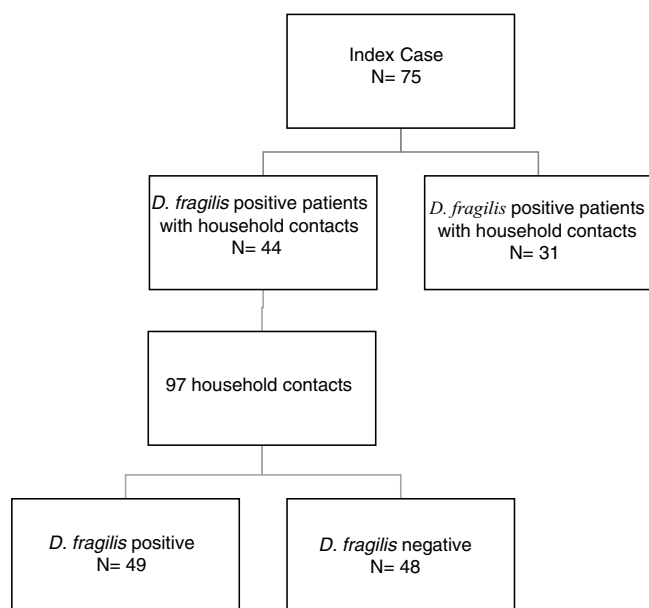 Index Case
N= 75
D. fragilis positive patients
with household contacts
N= 44
D. fragilis positive patients
with household contacts
N= 31
97 household contacts
D. fragilis positive
N= 49
D. fragilis negative
N= 48